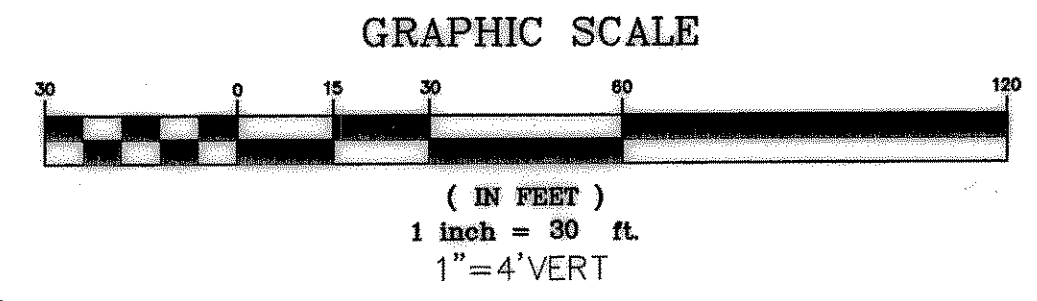 GRAPHIC SCALE
30 0 15 30 60 120
( IN FEET )
1 inch = 30 ft.
1"=4'VERT